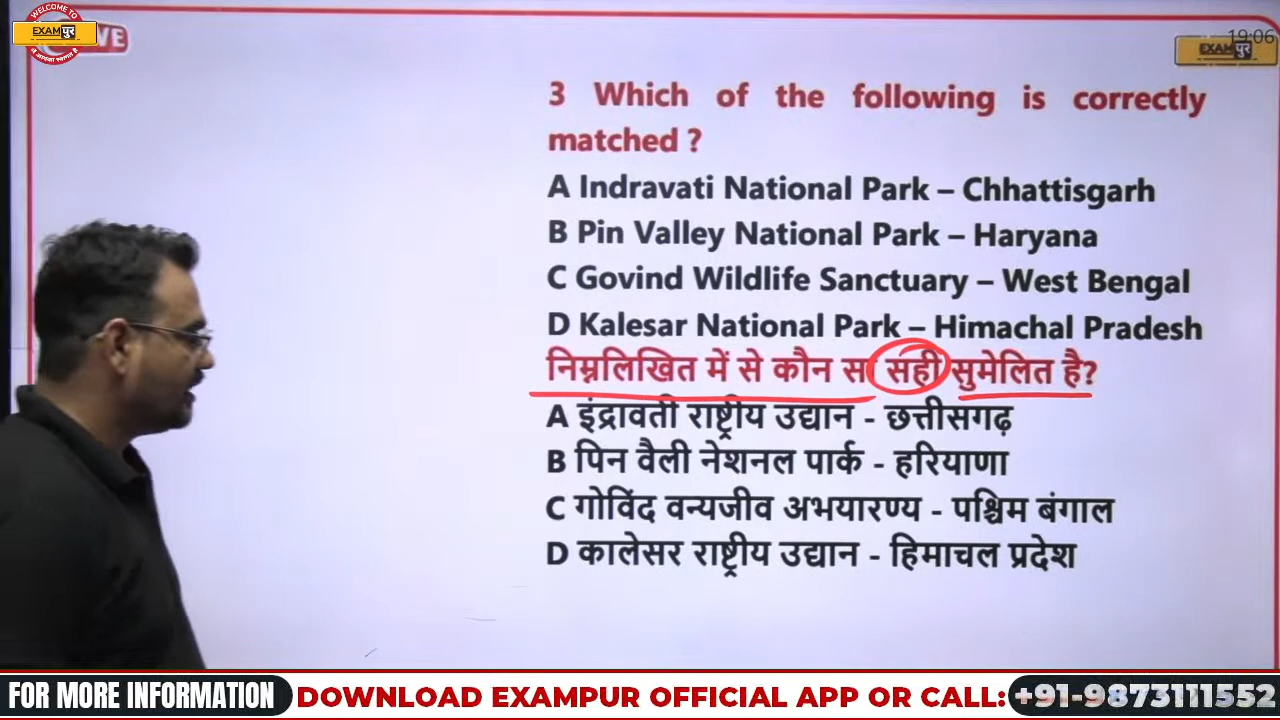 WELCOME TO
EXAMपुर
19:06
EXAMपुर
3 Which of the following is correctly
matched ?
A Indravati National Park – Chhattisgarh
B Pin Valley National Park – Haryana
C Govind Wildlife Sanctuary – West Bengal
D Kalesar National Park – Himachal Pradesh
निम्नलिखित में से कौन सा सही सुमेलित है?
A इंद्रावती राष्ट्रीय उद्यान - छत्तीसगढ़
B पिन वैली नेशनल पार्क - हरियाणा
C गोविंद वन्यजीव अभयारण्य - पश्चिम बंगाल
D कालेसर राष्ट्रीय उद्यान - हिमाचल प्रदेश
FOR MORE INFORMATION DOWNLOAD EXAMPUR OFFICIAL APP OR CALL: +91-9873111552